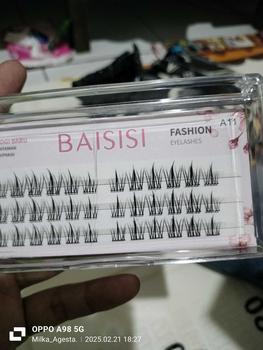 BAISISI
FASHION
EYELASHES
A11
OPPO A98 5G
Milka_Agesta. | 2025.02.21 18:27